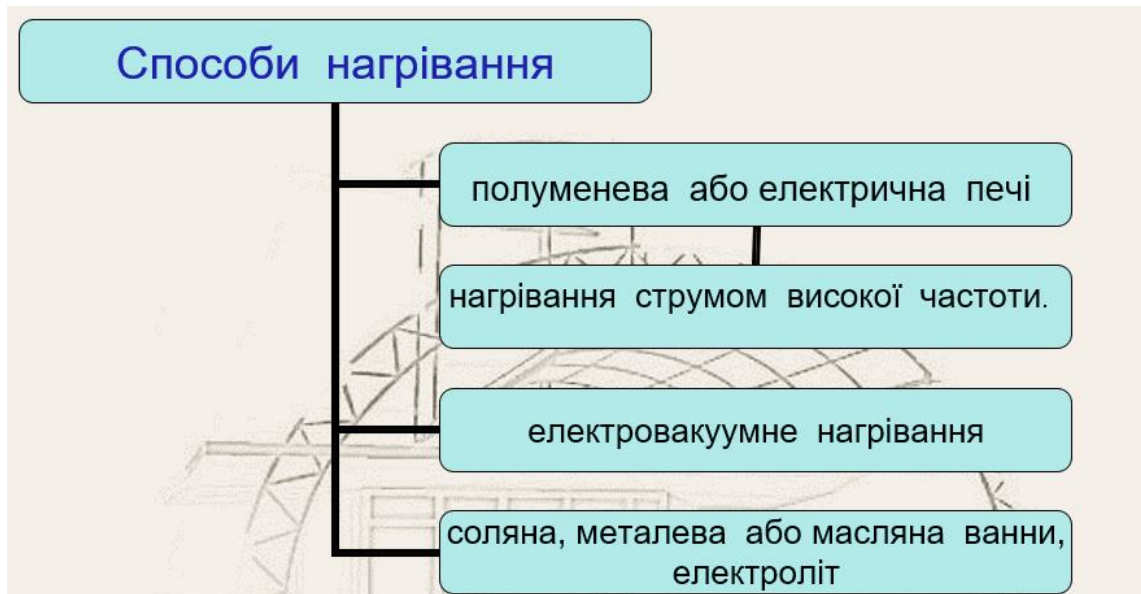 Способи нагрівання
полуменева або електрична печі
нагрівання струмом високої частоти.
електровакуумне нагрівання
соляна, металева або масляна ванни,
електроліт